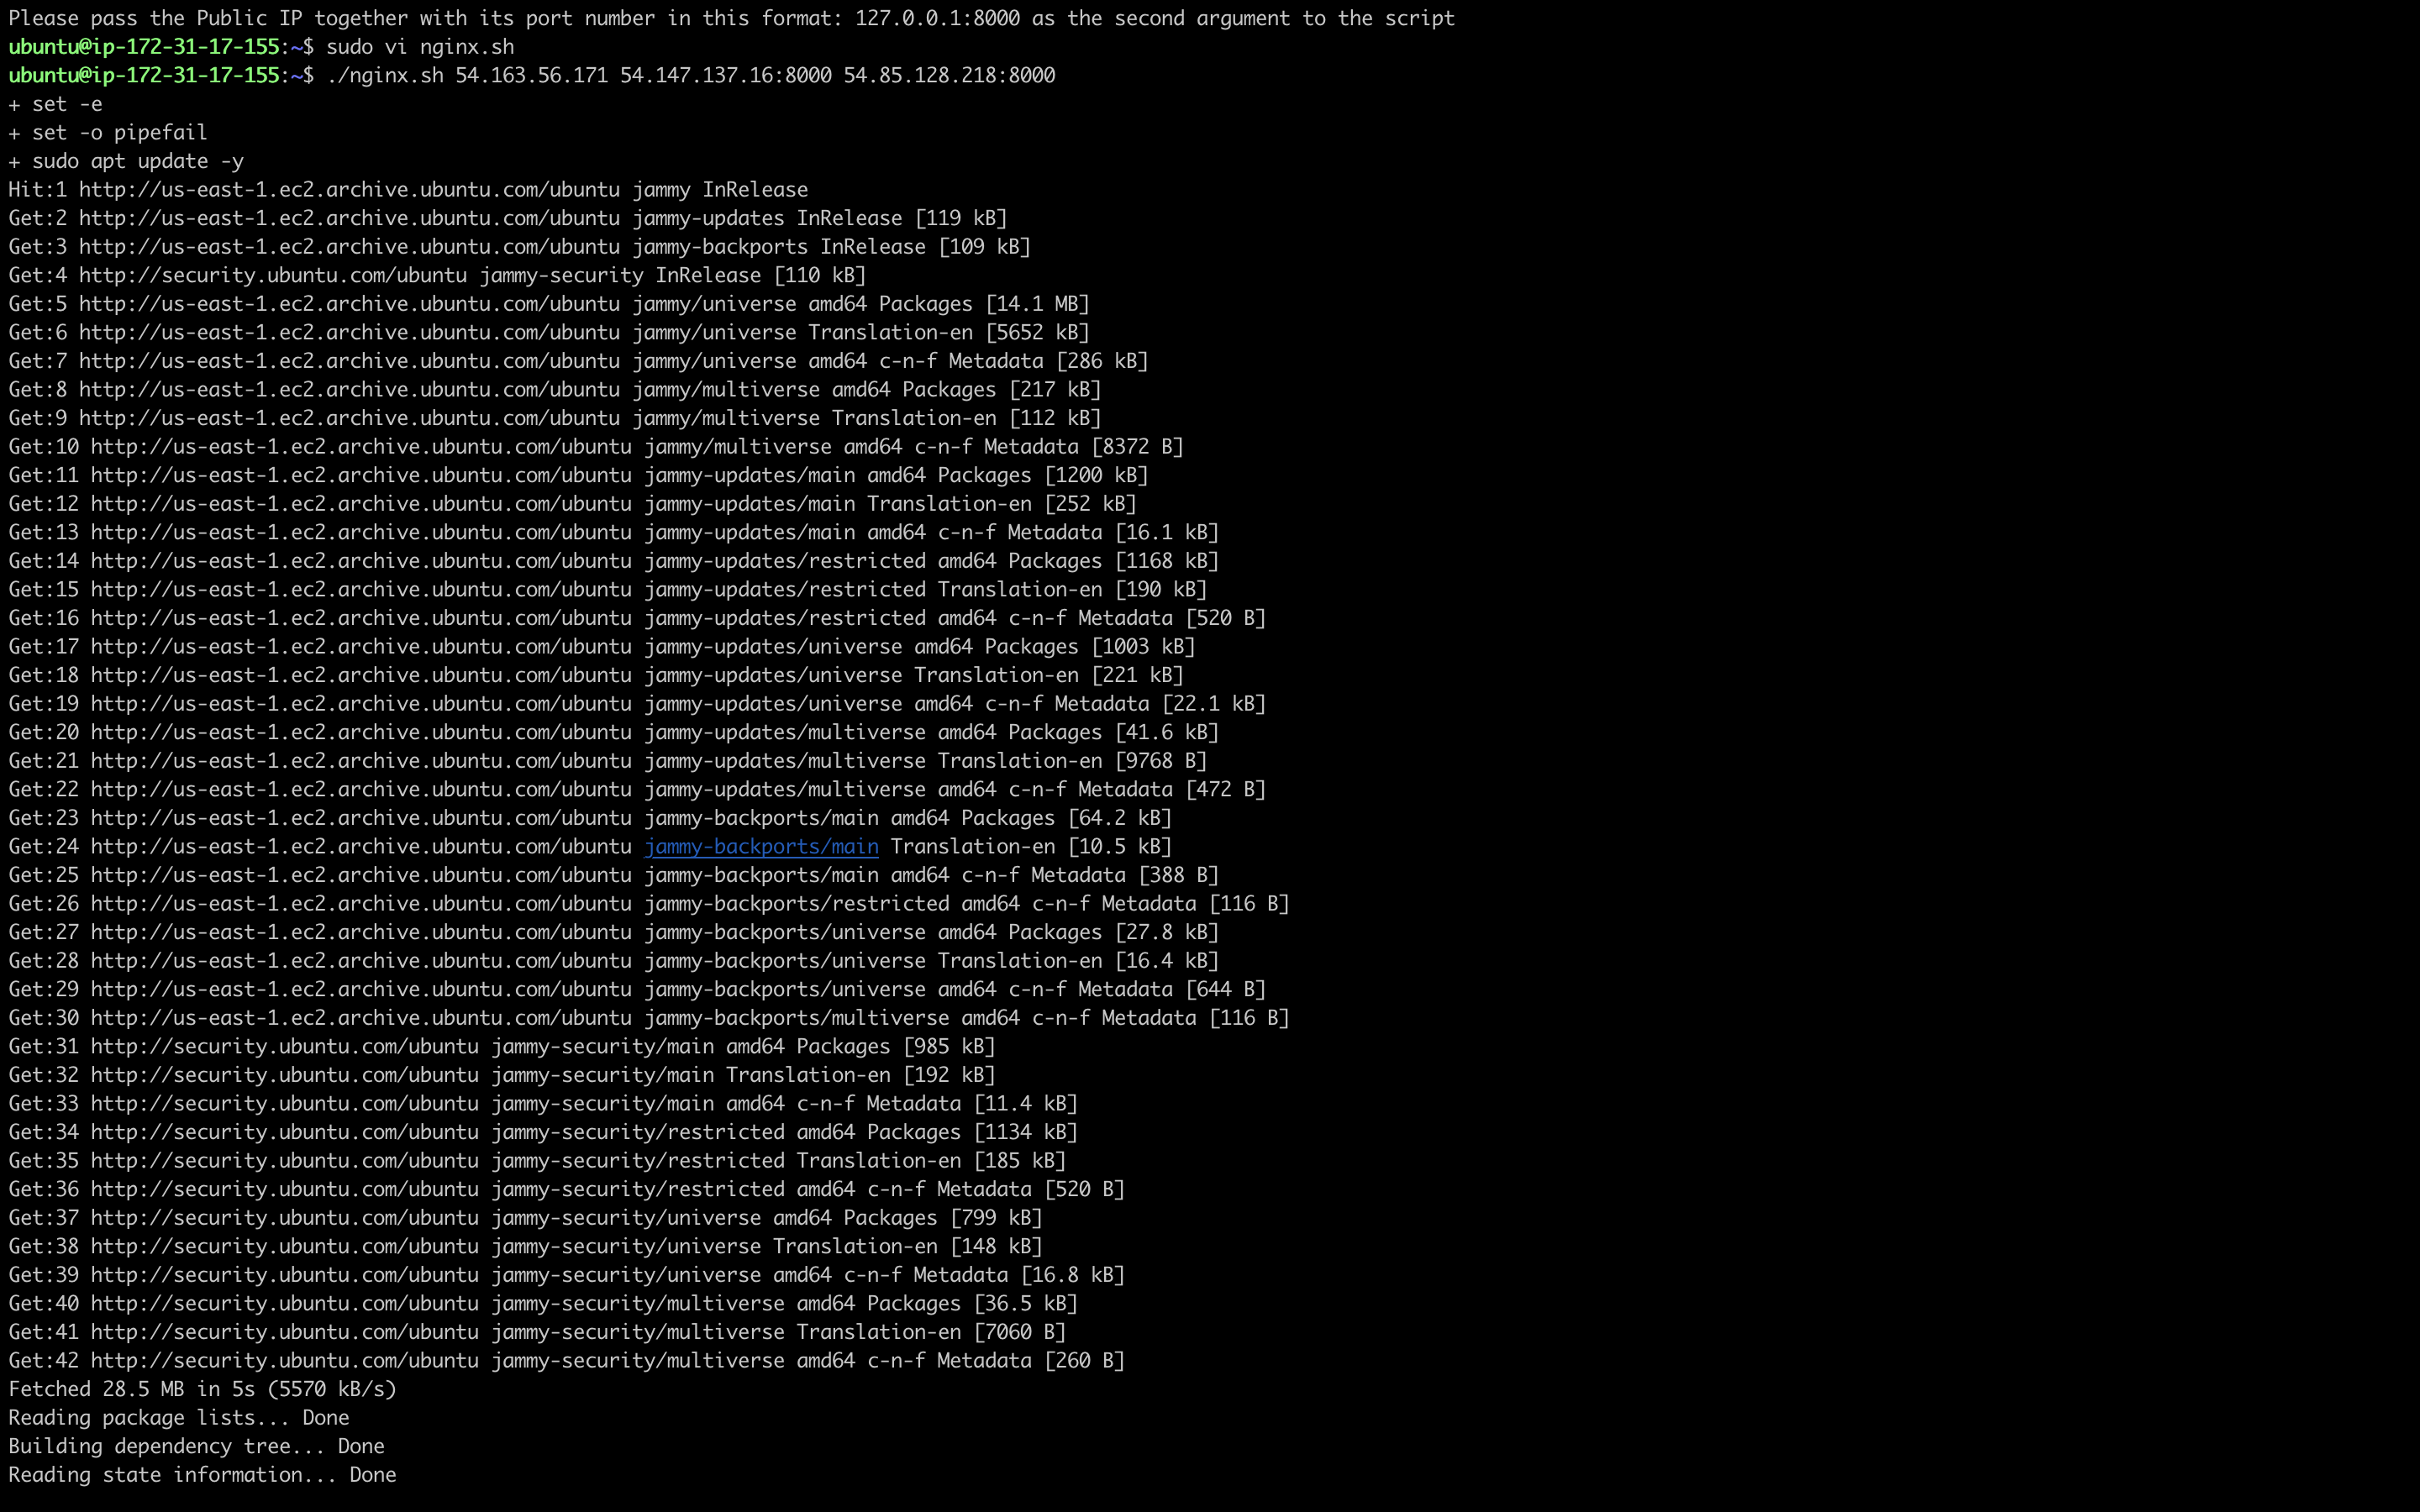 Please pass the Public IP together with its port number in this format: 127.0.0.1:8000 as the second argument to the script
ubuntu@ip-172-31-17-155:~$ sudo vi nginx.sh
ubuntu@ip-172-31-17-155:~$ ./nginx.sh 54.163.56.171 54.147.137.16:8000 54.85.128.218:8000
+ set -e
+ set -o pipefail
+ sudo apt update -y
Hit:1 http://us-east-1.ec2.archive.ubuntu.com/ubuntu jammy InRelease
Get:2 http://us-east-1.ec2.archive.ubuntu.com/ubuntu jammy-updates InRelease [119 kB]
Get:3 http://us-east-1.ec2.archive.ubuntu.com/ubuntu jammy-backports InRelease [109 kB]
Get:4 http://security.ubuntu.com/ubuntu jammy-security InRelease [110 kB]
Get:5 http://us-east-1.ec2.archive.ubuntu.com/ubuntu jammy/universe amd64 Packages [14.1 MB]
Get:6 http://us-east-1.ec2.archive.ubuntu.com/ubuntu jammy/universe Translation-en [5652 kB]
Get:7 http://us-east-1.ec2.archive.ubuntu.com/ubuntu jammy/universe amd64 c-n-f Metadata [286 kB]
Get:8 http://us-east-1.ec2.archive.ubuntu.com/ubuntu jammy/multiverse amd64 Packages [217 kB]
Get:9 http://us-east-1.ec2.archive.ubuntu.com/ubuntu jammy/multiverse Translation-en [112 kB]
Get:10 http://us-east-1.ec2.archive.ubuntu.com/ubuntu jammy/multiverse amd64 c-n-f Metadata [8372 B]
Get:11 http://us-east-1.ec2.archive.ubuntu.com/ubuntu jammy-updates/main amd64 Packages [1200 kB]
Get:12 http://us-east-1.ec2.archive.ubuntu.com/ubuntu jammy-updates/main Translation-en [252 kB]
Get:13 http://us-east-1.ec2.archive.ubuntu.com/ubuntu jammy-updates/main amd64 c-n-f Metadata [16.1 kB]
Get:14 http://us-east-1.ec2.archive.ubuntu.com/ubuntu jammy-updates/restricted amd64 Packages [1168 kB]
Get:15 http://us-east-1.ec2.archive.ubuntu.com/ubuntu jammy-updates/restricted Translation-en [190 kB]
Get:16 http://us-east-1.ec2.archive.ubuntu.com/ubuntu jammy-updates/restricted amd64 c-n-f Metadata [520 B]
Get:17 http://us-east-1.ec2.archive.ubuntu.com/ubuntu jammy-updates/universe amd64 Packages [1003 kB]
Get:18 http://us-east-1.ec2.archive.ubuntu.com/ubuntu jammy-updates/universe Translation-en [221 kB]
Get:19 http://us-east-1.ec2.archive.ubuntu.com/ubuntu jammy-updates/universe amd64 c-n-f Metadata [22.1 kB]
Get:20 http://us-east-1.ec2.archive.ubuntu.com/ubuntu jammy-updates/multiverse amd64 Packages [41.6 kB]
Get:21 http://us-east-1.ec2.archive.ubuntu.com/ubuntu jammy-updates/multiverse Translation-en [9768 B]
Get:22 http://us-east-1.ec2.archive.ubuntu.com/ubuntu jammy-updates/multiverse amd64 c-n-f Metadata [472 B]
Get:23 http://us-east-1.ec2.archive.ubuntu.com/ubuntu jammy-backports/main amd64 Packages [64.2 kB]
Get:24 http://us-east-1.ec2.archive.ubuntu.com/ubuntu jammy-backports/main Translation-en [10.5 kB]
Get:25 http://us-east-1.ec2.archive.ubuntu.com/ubuntu jammy-backports/main amd64 c-n-f Metadata [388 B]
Get:26 http://us-east-1.ec2.archive.ubuntu.com/ubuntu jammy-backports/restricted amd64 c-n-f Metadata [116 B]
Get:27 http://us-east-1.ec2.archive.ubuntu.com/ubuntu jammy-backports/universe amd64 Packages [27.8 kB]
Get:28 http://us-east-1.ec2.archive.ubuntu.com/ubuntu jammy-backports/universe Translation-en [16.4 kB]
Get:29 http://us-east-1.ec2.archive.ubuntu.com/ubuntu jammy-backports/universe amd64 c-n-f Metadata [644 B]
Get:30 http://us-east-1.ec2.archive.ubuntu.com/ubuntu jammy-backports/multiverse amd64 c-n-f Metadata [116 B]
Get:31 http://security.ubuntu.com/ubuntu jammy-security/main amd64 Packages [985 kB]
Get:32 http://security.ubuntu.com/ubuntu jammy-security/main Translation-en [192 kB]
Get:33 http://security.ubuntu.com/ubuntu jammy-security/main amd64 c-n-f Metadata [11.4 kB]
Get:34 http://security.ubuntu.com/ubuntu jammy-security/restricted amd64 Packages [1134 kB]
Get:35 http://security.ubuntu.com/ubuntu jammy-security/restricted Translation-en [185 kB]
Get:36 http://security.ubuntu.com/ubuntu jammy-security/restricted amd64 c-n-f Metadata [520 B]
Get:37 http://security.ubuntu.com/ubuntu jammy-security/universe amd64 Packages [799 kB]
Get:38 http://security.ubuntu.com/ubuntu jammy-security/universe Translation-en [148 kB]
Get:39 http://security.ubuntu.com/ubuntu jammy-security/universe amd64 c-n-f Metadata [16.8 kB]
Get:40 http://security.ubuntu.com/ubuntu jammy-security/multiverse amd64 Packages [36.5 kB]
Get:41 http://security.ubuntu.com/ubuntu jammy-security/multiverse Translation-en [7060 B]
Get:42 http://security.ubuntu.com/ubuntu jammy-security/multiverse amd64 c-n-f Metadata [260 B]
Fetched 28.5 MB in 5s (5570 kB/s)
Reading package lists... Done
Building dependency tree... Done
Reading state information... Done